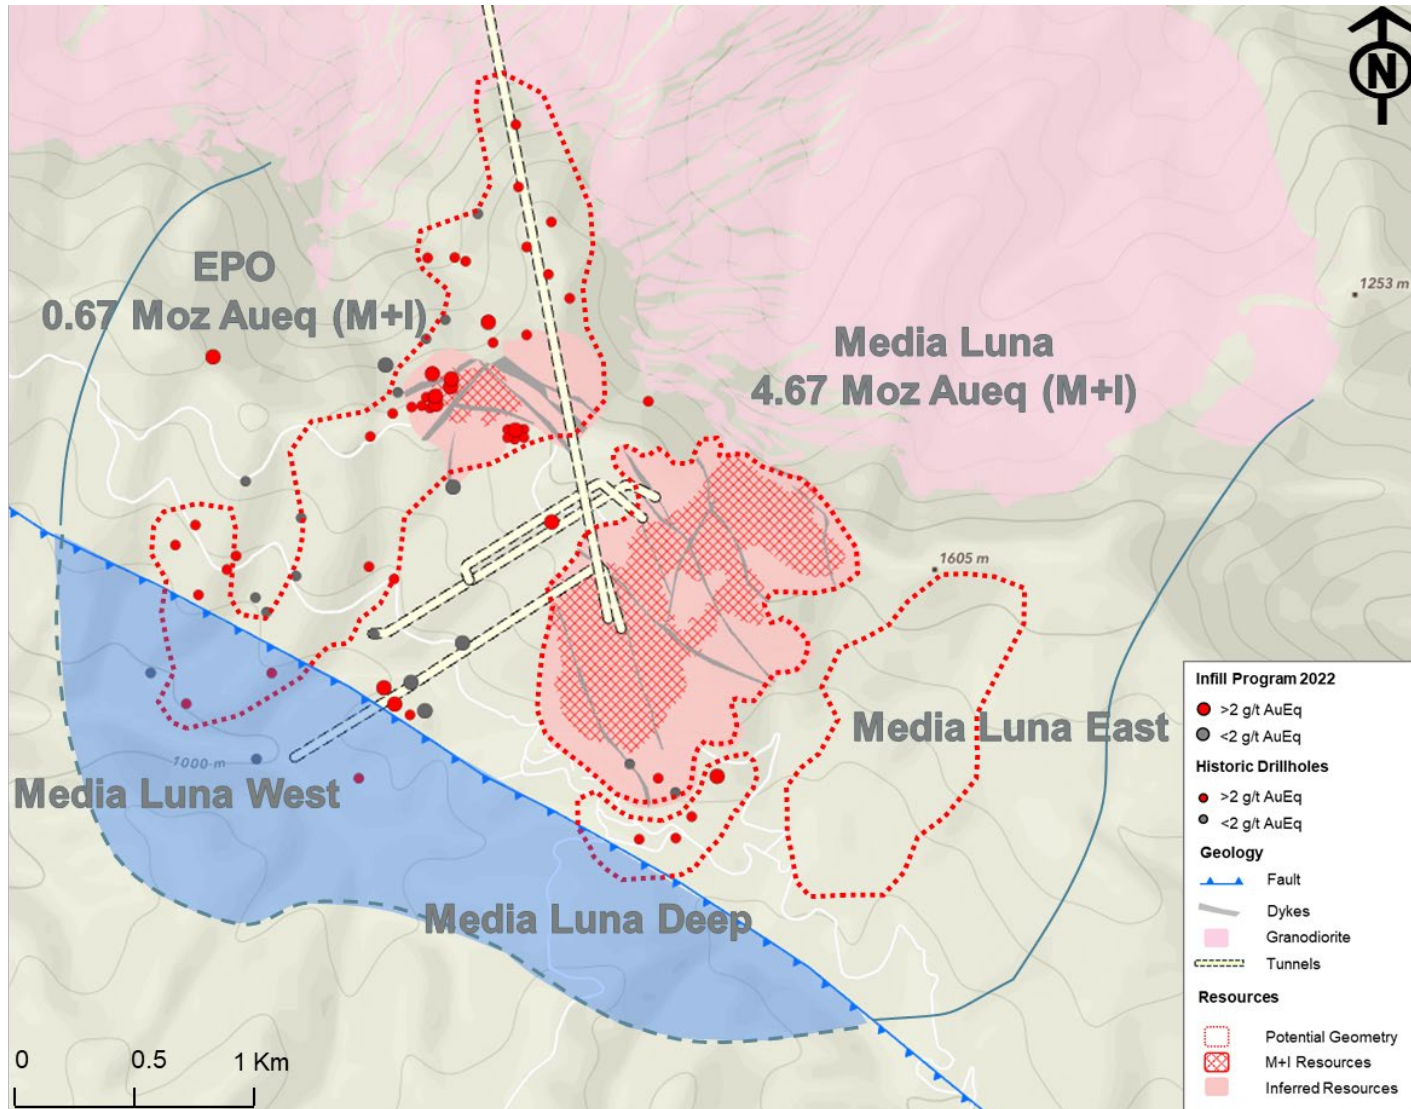 N
EPO
0.67 Moz Aueq (M+I)
1253 m
Media Luna
4.67 Moz Aueq (M+I)
1605 m
Media Luna East
1000 m
Media Luna West
Media Luna Deep
Infill Program 2022
>2 g/t AuEq
<2 g/t AuEq
Historic Drillholes
>2 g/t AuEq
<2 g/t AuEq
Geology
Fault
Dykes
Granodiorite
Tunnels
Resources
Potential Geometry
M+I Resources
Inferred Resources
0 0.5 1 Km